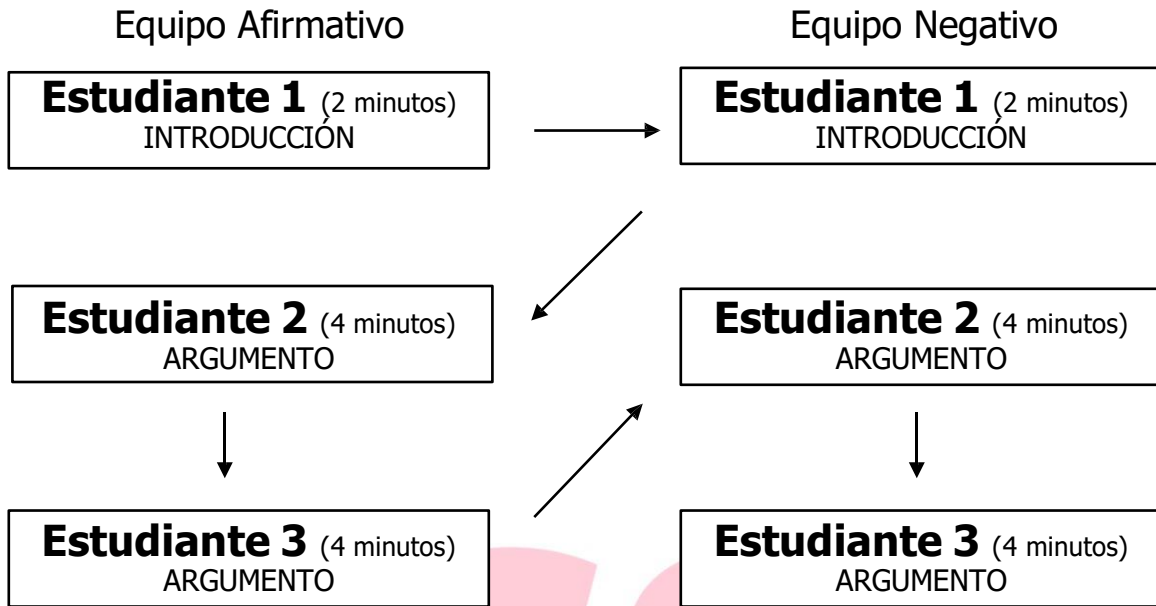 Equipo Afirmativo
Equipo Negativo
Estudiante 1 (2 minutos)
INTRODUCCIÓN
Estudiante 1 (2 minutos)
INTRODUCCIÓN
Estudiante 2 (4 minutos)
ARGUMENTO
Estudiante 2 (4 minutos)
ARGUMENTO
Estudiante 3 (4 minutos)
ARGUMENTO
Estudiante 3 (4 minutos)
ARGUMENTO